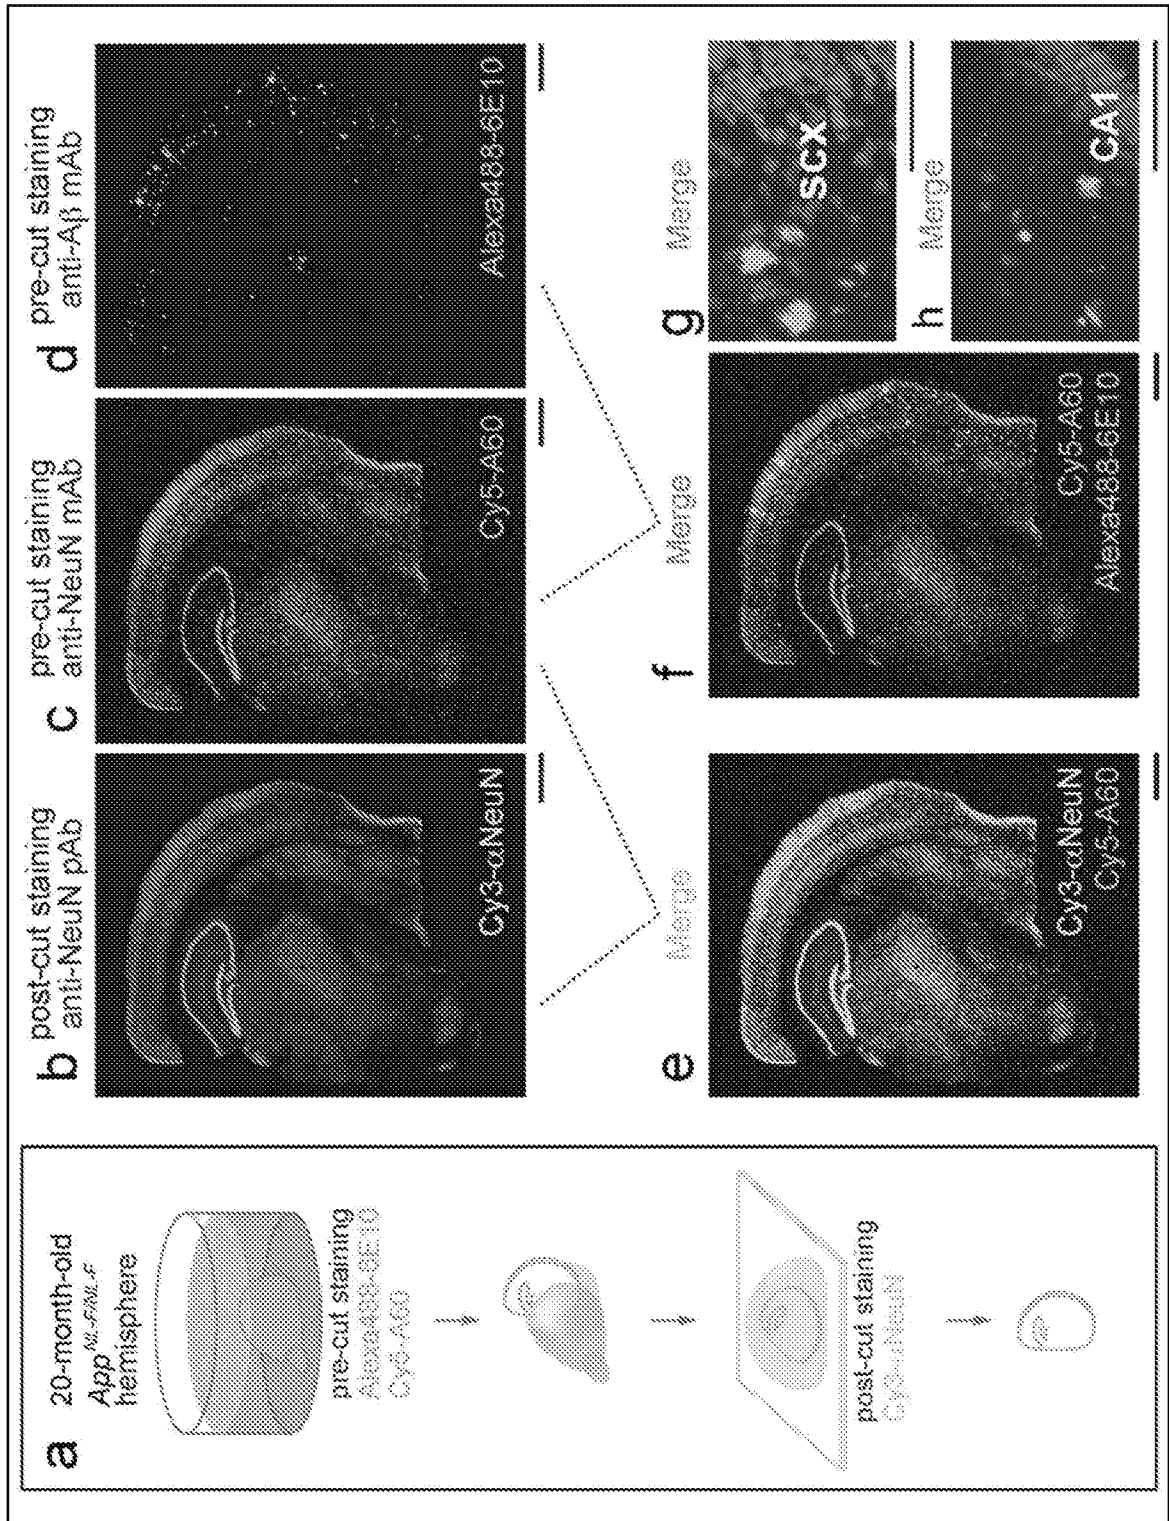 a
20-month-old
App NL-F/NL-F
hemisphere
pre-cut staining
Alexa488-6E10
Cy5-A60
post-cut staining
Cy3-αNeuN
b
post-cut staining
anti-NeuN pAb
Cy3-αNeuN
c
pre-cut staining
anti-NeuN mAb
Cy5-A60
d
pre-cut staining
anti-Aβ mAb
Alexa488-6E10
e
Merge
Cy3-αNeuN
Cy5-A60
f
Merge
Cy5-A60
Alexa488-6E10
g
Merge
SCX
h
Merge
CA1